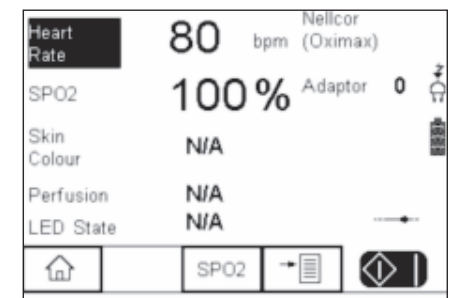 Heart Rate 80 bpm Nellcor (Oximax)
SPO2 100% Adaptor 0
Skin Colour N/A
Perfusion N/A
LED State N/A
SPO2